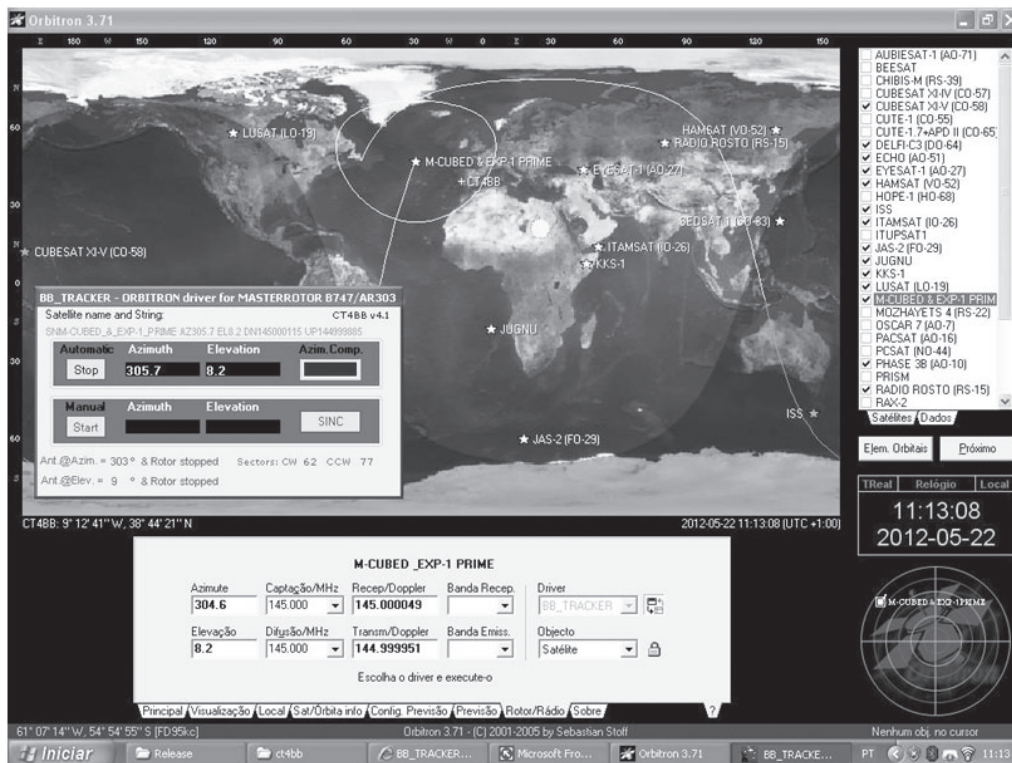 Orbitron 3.71
E 180 W 150 120 90 60 30 W 0 E 30 60 90 120 150
N
60
30
N
0
S
30
60
S
LUSAT (LO-19)
HAMSAT (VO-52)
RADIO ROSTO (RS-15)
M-CUBED & EXP-1 PRIME
EYESAT-1 (AO-27)
CT4BB
SEDSAT 1 (SO-33)
CUBESAT XI-V (CO-58)
ITAMSAT (IO-26)
KKS-1
JUGNU
ISS
JAS-2 (FO-29)
BB_TRACKER - ORBITRON driver for MASTERROTOR B747/AR303
Satellite name and String: CT4BB v4.1
SNM-CUBED_&_EXP-1_PRIME AZ305.7 EL8.2 DN145000115 UP144999885
Automatic Azimuth Elevation Azim.Comp.
Stop 305.7 8.2
Manual Azimuth Elevation
Start SINC
Ant.@Azim. = 303° & Rotor stopped Sectors: CW 62 CCW 77
Ant.@Elev. = 9 ° & Rotor stopped
CT4BB: 9° 12' 41'' W, 38° 44' 21'' N 2012-05-22 11:13:08 (UTC +1:00)
AUBIESAT-1 (AO-71)
BEESAT
CHIBIS-M (RS-39)
CUBESAT XI-IV (CO-57)
CUBESAT XI-V (CO-58)
CUTE-1 (CO-55)
CUTE-1.7+APD II (CO-65)
DELFI-C3 (DO-64)
ECHO (AO-51)
EYESAT-1 (AO-27)
HAMSAT (VO-52)
HOPE-1 (HO-68)
ISS
ITAMSAT (IO-26)
ITUPSAT1
JAS-2 (FO-29)
JUGNU
KKS-1
LUSAT (LO-19)
M-CUBED & EXP-1 PRIM
MOZHAYETS 4 (RS-22)
OSCAR 7 (AO-7)
PACSAT (AO-16)
PCSAT (NO-44)
PHASE 3B (AO-10)
PRISM
RADIO ROSTO (RS-15)
RAX-2
Satélites Dados
Elem. Orbitais Próximo
TReal Relógio Local
11:13:08
2012-05-22
M-CUBED & EXP-1 PRIME
M-CUBED _EXP-1 PRIME
Azimute Captação/MHz Recep/Doppler Banda Recep. Driver
304.6 145.000 145.000049 BB_TRACKER
Elevação Difusão/MHz Transm/Doppler Banda Emiss. Objecto
8.2 145.000 144.999951 Satélite
Escolha o driver e execute-o
Principal Visualização Local Sat/Órbita info Config. Previsão Previsão Rotor/Rádio Sobre ?
61° 07' 14'' W, 54° 54' 55'' S [FD95kc] Orbitron 3.71 - (C) 2001-2005 by Sebastian Stoff Nenhum obj. no cursor
Iniciar Release ct4bb BB_TRACKER... Microsoft Fro... Orbitron 3.71 BB_TRACKE... PT 11:13